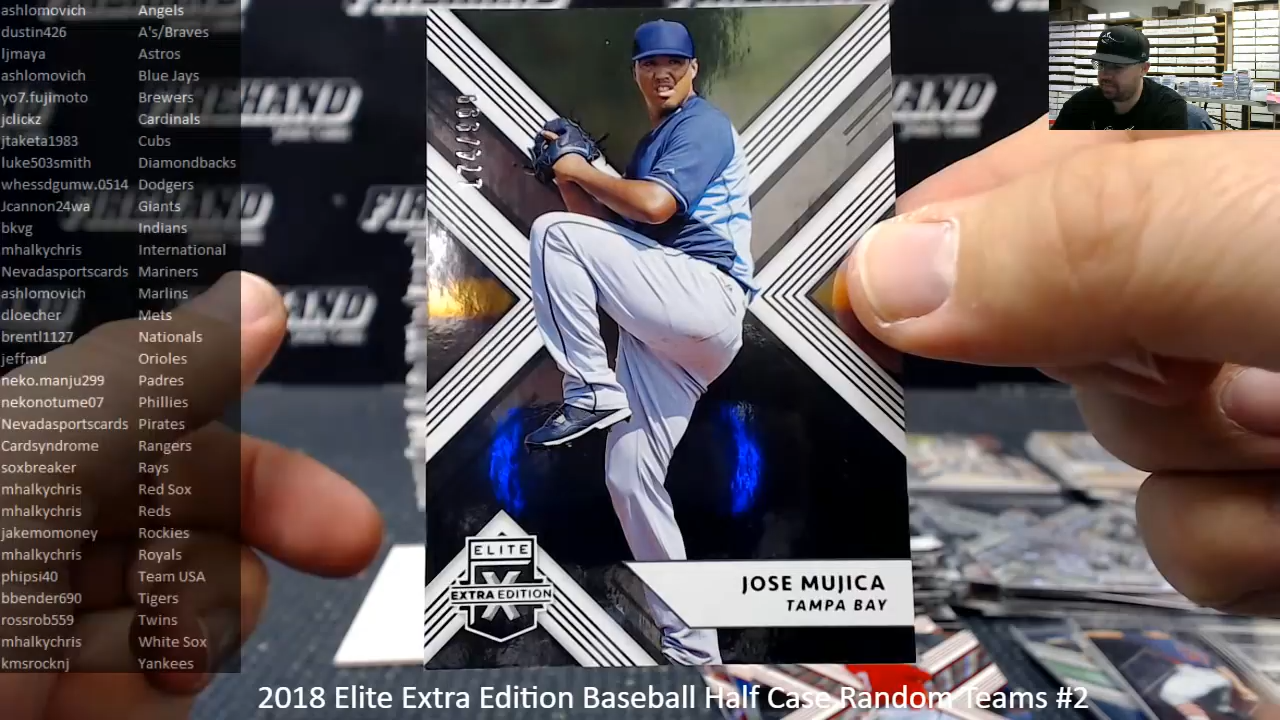 ashlomovich Angels
dustin426 A's/Braves
ljmaya Astros
ashlomovich Blue Jays
yo7.fujimoto Brewers
jdickz Cardinals
jtaketa1983 Cubs
luke503smith Diamondbacks
whessdgumw.0514 Dodgers
Jcannon24wa Giants
bkvg Indians
mhalkychris International
Nevadasportscards Mariners
ashlomovich Marlins
dloecher Mets
brentl1127 Nationals
jeffmu Orioles
neko.manju299 Padres
nekonotume07 Phillies
Nevadasportscards Pirates
Cardsyndrome Rangers
soxbreaker Rays
mhalkychris Red Sox
mhalkychris Reds
jakemomoney Rockies
mhalkychris Royals
phipsi40 Team USA
bbender690 Tigers
rossrob559 Twins
mhalkychris White Sox
kmsrocknj Yankees
ELITE
X
EXTRA EDITION
JOSE MUJICA
TAMPA BAY
2018 Elite Extra Edition Baseball Half Case Random Teams #2